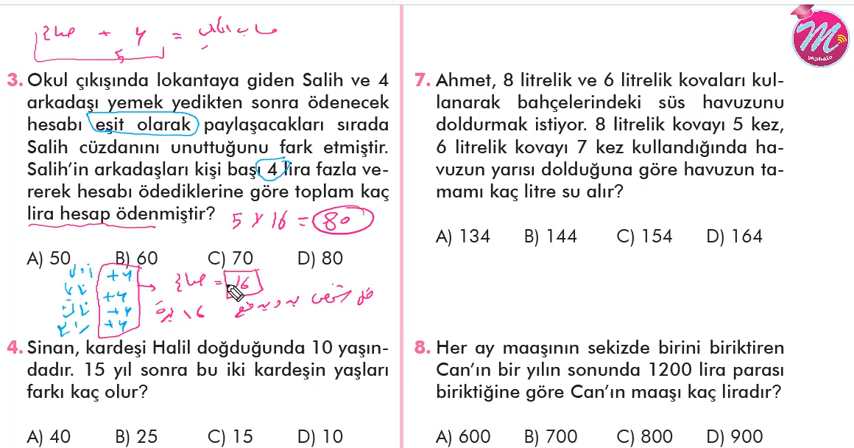 4 + صالح = حساب
5
3. Okul çıkışında lokantaya giden Salih ve 4
arkadaşı yemek yedikten sonra ödenecek
hesabı eşit olarak paylaşacakları sırada
Salih cüzdanını unuttuğunu fark etmiştir.
Salih'in arkadaşları kişi başı 4 lira fazla ve-
rerek hesabı ödediklerine göre toplam kaç
lira hesap ödenmiştir?
5 × 16 = 80
A) 50 B) 60 C) 70 D) 80
+4
+4
+4
+4
صالح = 16
16 ليرة
4. Sinan, kardeşi Halil doğduğunda 10 yaşın-
dadır. 15 yıl sonra bu iki kardeşin yaşları
farkı kaç olur?
A) 40 B) 25 C) 15 D) 10
7. Ahmet, 8 litrelik ve 6 litrelik kovaları kul-
lanarak bahçelerindeki süs havuzunu
doldurmak istiyor. 8 litrelik kovayı 5 kez,
6 litrelik kovayı 7 kez kullandığında ha-
vuzun yarısı dolduğuna göre havuzun ta-
mamı kaç litre su alır?
A) 134 B) 144 C) 154 D) 164
8. Her ay maaşının sekizde birini biriktiren
Can'ın bir yılın sonunda 1200 lira parası
biriktiğine göre Can'ın maaşı kaç liradır?
A) 600 B) 700 C) 800 D) 900